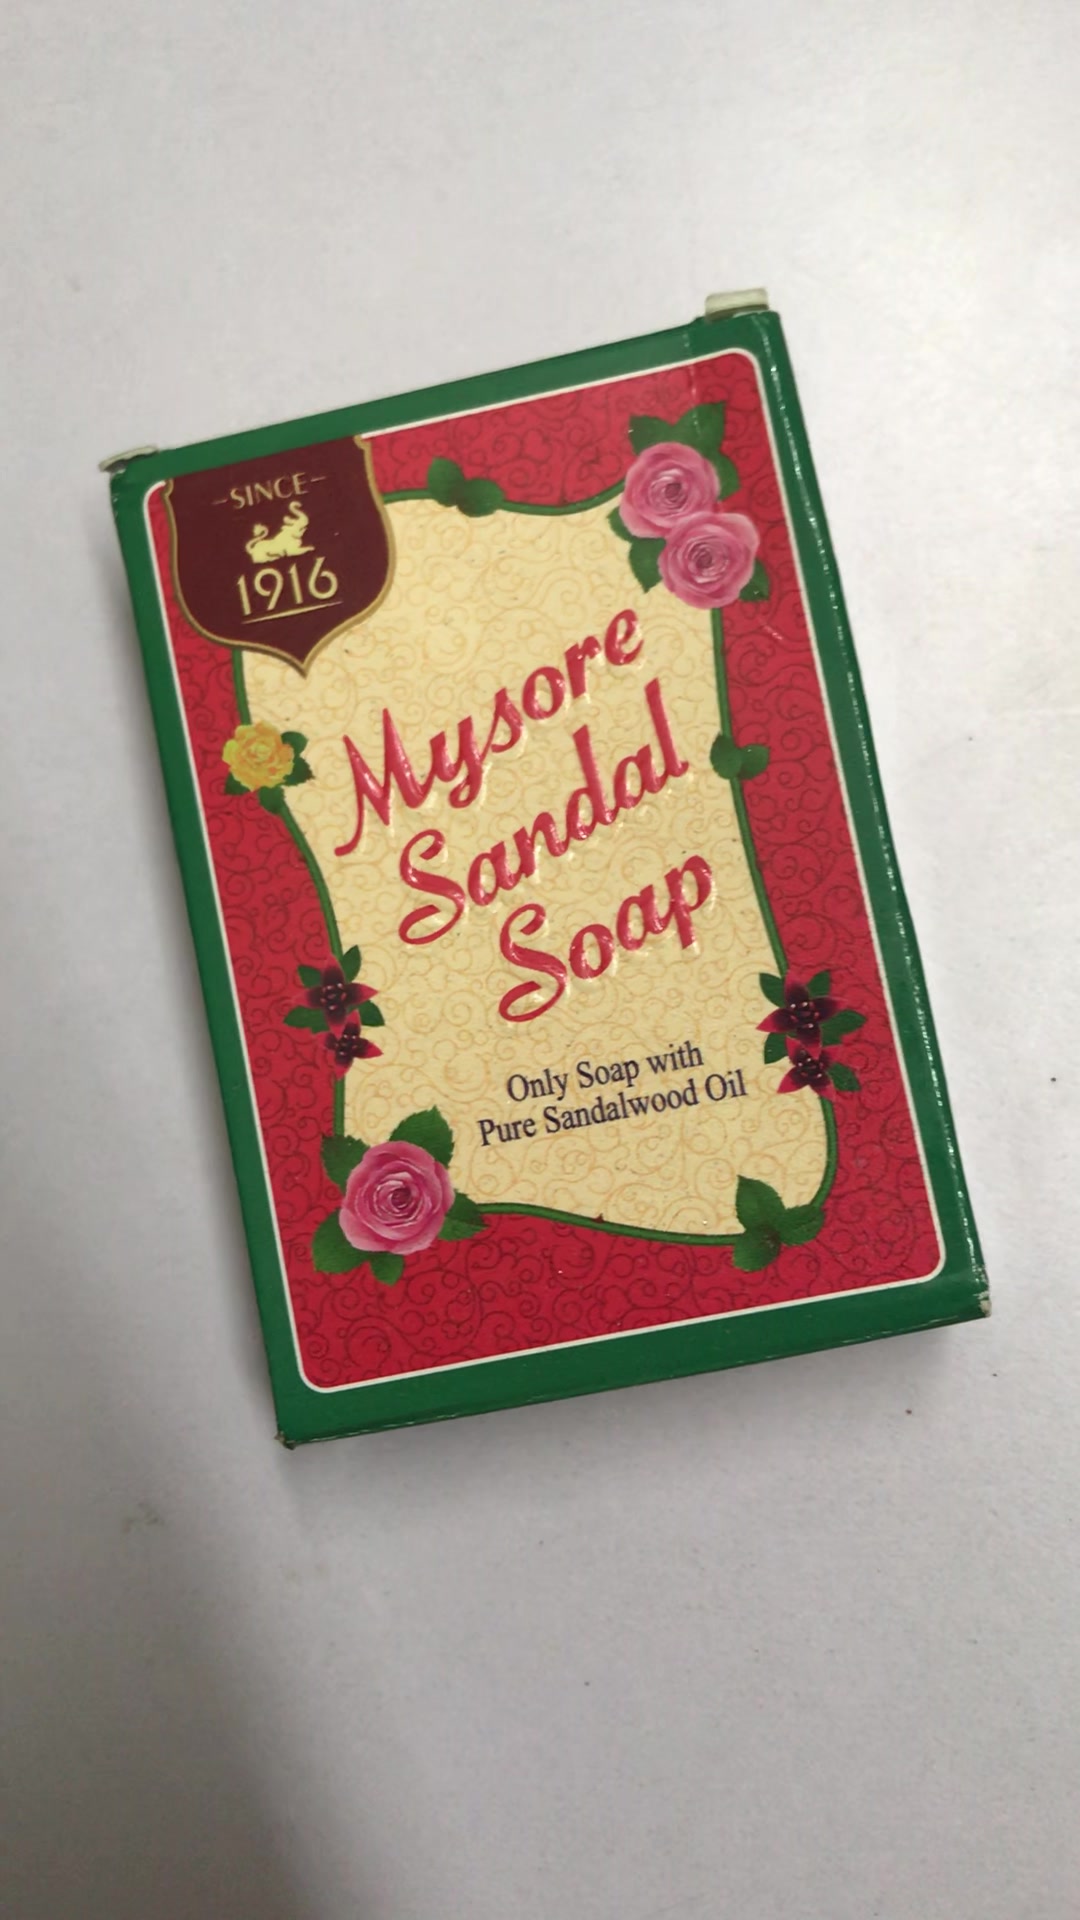 -SINCE-
1916
Mysore
Sandal
Soap
Only Soap with
Pure Sandalwood Oil